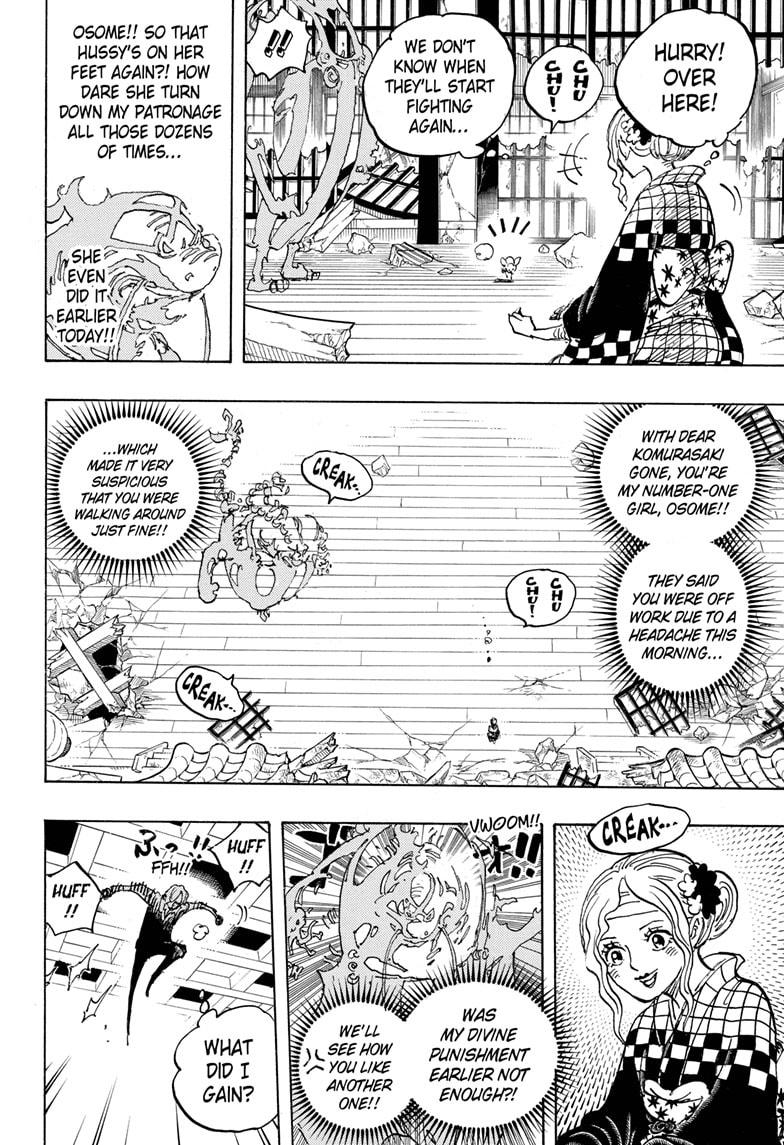 HURRY!
OVER
HERE!
CHU
CHU!
WE DON'T
KNOW WHEN
THEY'LL START
FIGHTING
AGAIN...
!!
OSOME!! SO THAT
HUSSY'S ON HER
FEET AGAIN?! HOW
DARE SHE TURN
DOWN MY PATRONAGE
ALL THOSE DOZENS
OF TIMES...
SHE
EVEN
DID IT
EARLIER
TODAY!!
WITH DEAR
KOMURASAKI
GONE, YOU'RE
MY NUMBER-ONE
GIRL, OSOME!!
THEY SAID
YOU WERE OFF
WORK DUE TO A
HEADACHE THIS
MORNING...
CREAK...
CHU
CHU!
...WHICH
MADE IT VERY
SUSPICIOUS
THAT YOU WERE
WALKING AROUND
JUST FINE!!
CREAK...
CREAK...
VWOOM!!
WAS
MY DIVINE
PUNISHMENT
EARLIER NOT
ENOUGH?!
WE'LL
SEE HOW
YOU LIKE
ANOTHER
ONE!!
HUFF
!!
FFH!!
HUFF
!!
WHAT
DID I
GAIN?